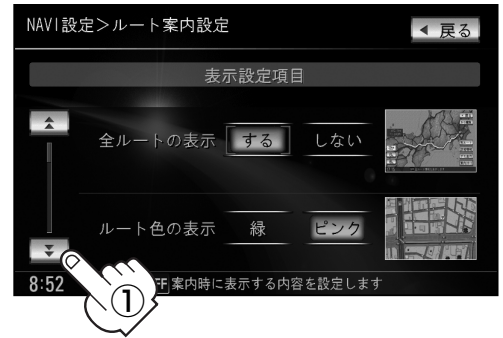 NAVI設定＞ルート案内設定
戻る
表示設定項目
全ルートの表示 する しない
ルート色の表示 緑 ピンク
8:52 FF 案内時に表示する内容を設定します
①